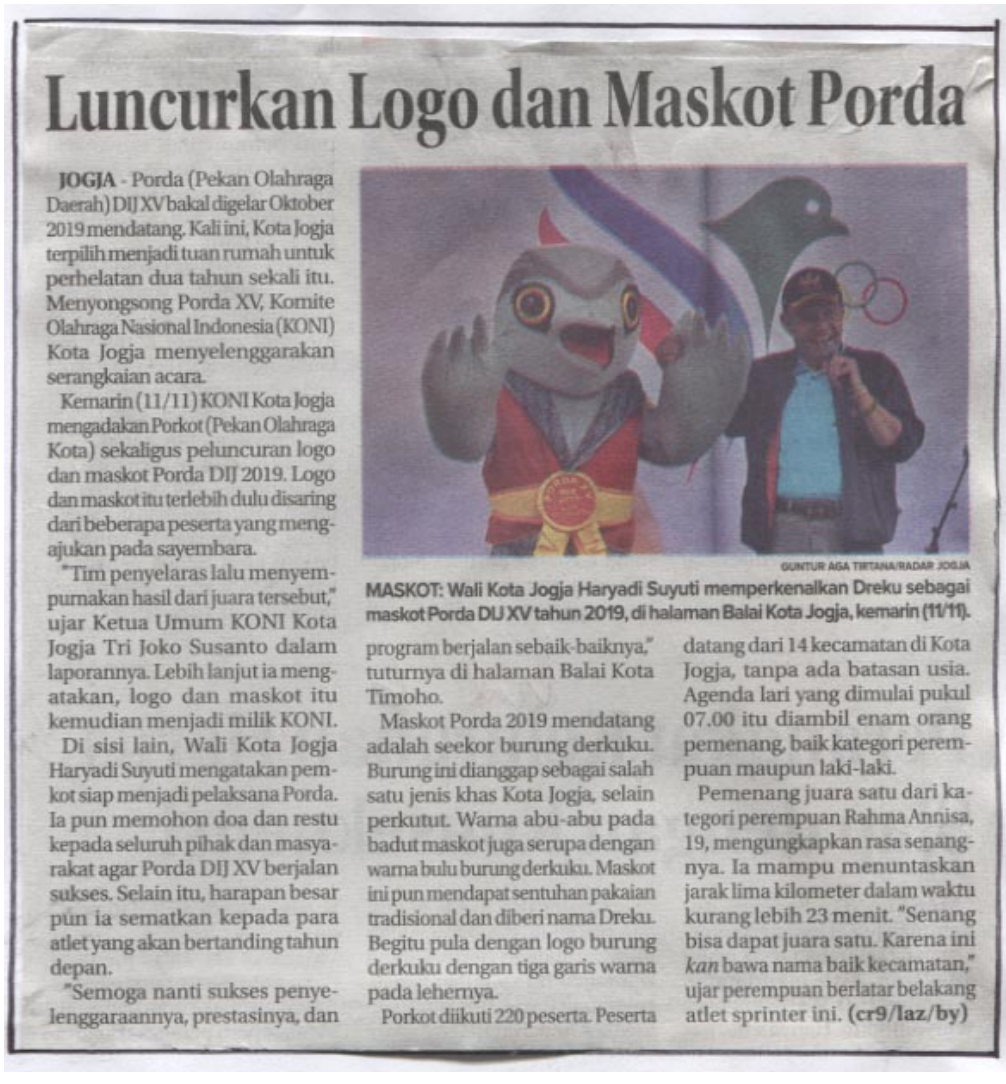 Luncurkan Logo dan Maskot Porda
JOGJA - Porda (Pekan Olahraga
Daerah) DIJ XV bakal digelar Oktober
2019 mendatang. Kali ini, Kota Jogja
terpilih menjadi tuan rumah untuk
perhelatan dua tahun sekali itu.
Menyongsong Porda XV, Komite
Olahraga Nasional Indonesia (KONI)
Kota Jogja menyelenggarakan
serangkaian acara.
Kemarin (11/11) KONI Kota Jogja
mengadakan Porkot (Pekan Olahraga
Kota) sekaligus peluncuran logo
dan maskot Porda DIJ 2019. Logo
dan maskot itu terlebih dulu disaring
dari beberapa peserta yang meng-
ajukan pada sayembara.
"Tim penyelaras lalu menyem-
purnakan hasil dari juara tersebut,"
ujar Ketua Umum KONI Kota
Jogja Tri Joko Susanto dalam
laporannya. Lebih lanjut ia meng-
atakan, logo dan maskot itu
kemudian menjadi milik KONI.
Di sisi lain, Wali Kota Jogja
Haryadi Suyuti mengatakan pem-
kot siap menjadi pelaksana Porda.
Ia pun memohon doa dan restu
kepada seluruh pihak dan masya-
rakat agar Porda DIJ XV berjalan
sukses. Selain itu, harapan besar
pun ia sematkan kepada para
atlet yang akan bertanding tahun
depan.
"Semoga nanti sukses penye-
lenggaraannya, prestasinya, dan
PORDA XV
GUNTUR AGA TIRTANA/RADAR JOGJA
MASKOT: Wali Kota Jogja Haryadi Suyuti memperkenalkan Dreku sebagai
maskot Porda DIJ XV tahun 2019, di halaman Balai Kota Jogja, kemarin (11/11).
program berjalan sebaik-baiknya,"
tuturnya di halaman Balai Kota
Timoho.
Maskot Porda 2019 mendatang
adalah seekor burung derkuku.
Burung ini dianggap sebagai salah
satu jenis khas Kota Jogja, selain
perkutut. Warna abu-abu pada
badut maskot juga serupa dengan
warna bulu burung derkuku. Maskot
ini pun mendapat sentuhan pakaian
tradisional dan diberi nama Dreku.
Begitu pula dengan logo burung
derkuku dengan tiga garis warna
pada lehernya.
Porkot diikuti 220 peserta. Peserta
datang dari 14 kecamatan di Kota
Jogja, tanpa ada batasan usia.
Agenda lari yang dimulai pukul
07.00 itu diambil enam orang
pemenang, baik kategori perem-
puan maupun laki-laki.
Pemenang juara satu dari ka-
tegori perempuan Rahma Annisa,
19, mengungkapkan rasa senang-
nya. Ia mampu menuntaskan
jarak lima kilometer dalam waktu
kurang lebih 23 menit. "Senang
bisa dapat juara satu. Karena ini
kan bawa nama baik kecamatan,"
ujar perempuan berlatar belakang
atlet sprinter ini. (cr9/laz/by)